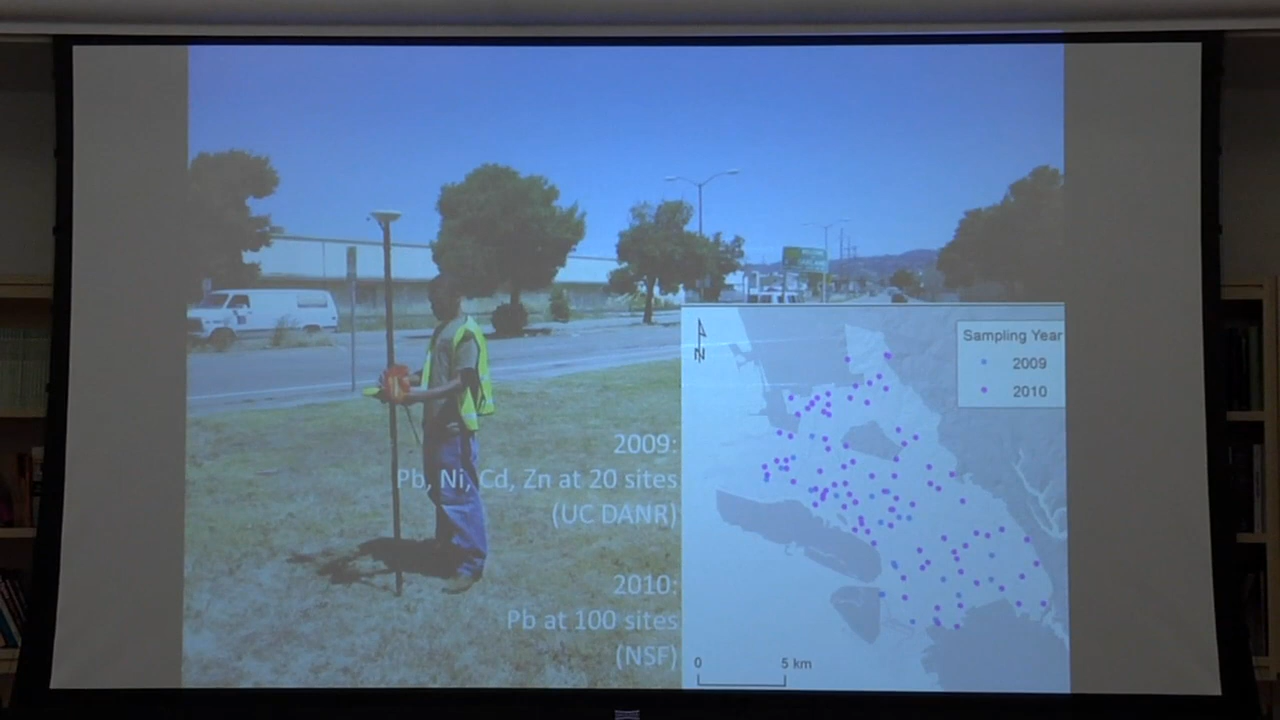 2009:
Pb, Ni, Cd, Zn at 20 sites
(UC DANR)
2010:
Pb at 100 sites
(NSF)
N
Sampling Year
2009
2010
0 5 km